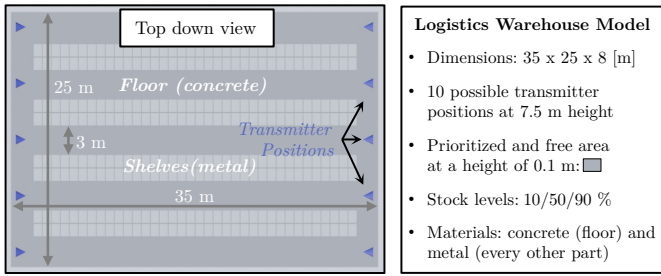 Top down view
25 m
Floor (concrete)
3 m
Transmitter
Positions
Shelves(metal)
35 m
Logistics Warehouse Model
• Dimensions: 35 x 25 x 8 [m]
• 10 possible transmitter
positions at 7.5 m height
• Prioritized and free area
at a height of 0.1 m:
• Stock levels: 10/50/90 %
• Materials: concrete (floor) and
metal (every other part)